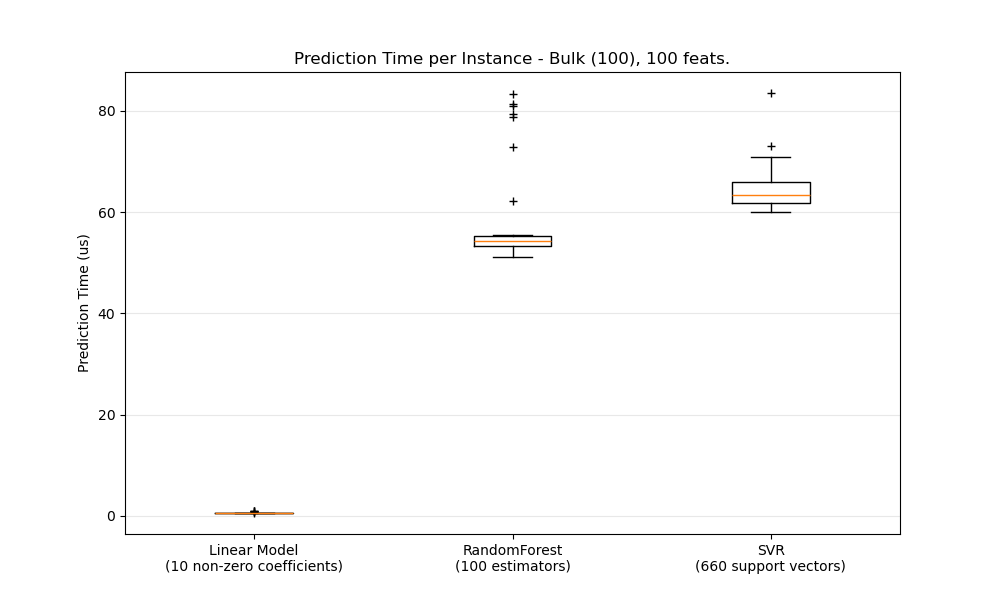 Prediction Time per Instance - Bulk (100), 100 feats.
Prediction Time (us)
80
60
40
20
0
Linear Model
(10 non-zero coefficients)
RandomForest
(100 estimators)
SVR
(660 support vectors)